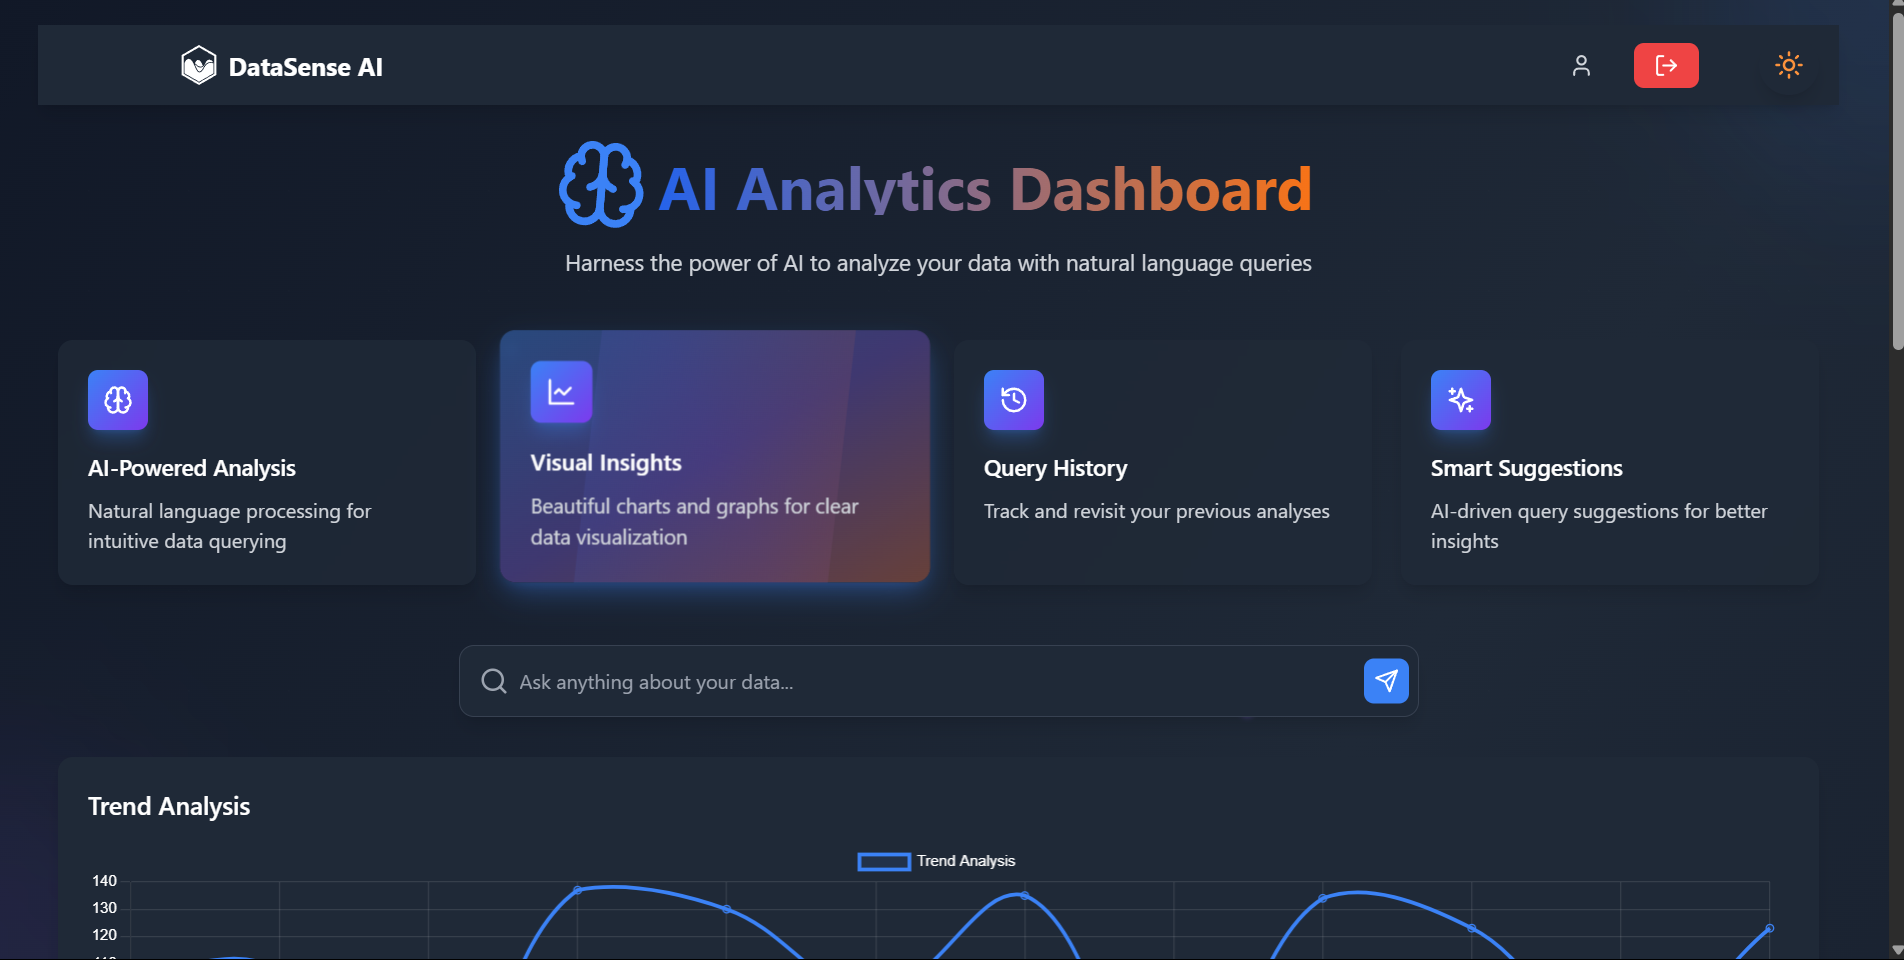 DataSense AI
AI Analytics Dashboard
Harness the power of AI to analyze your data with natural language queries
AI-Powered Analysis
Natural language processing for
intuitive data querying
Visual Insights
Beautiful charts and graphs for clear
data visualization
Query History
Track and revisit your previous analyses
Smart Suggestions
AI-driven query suggestions for better
insights
Ask anything about your data...
Trend Analysis
Trend Analysis
140
130
120